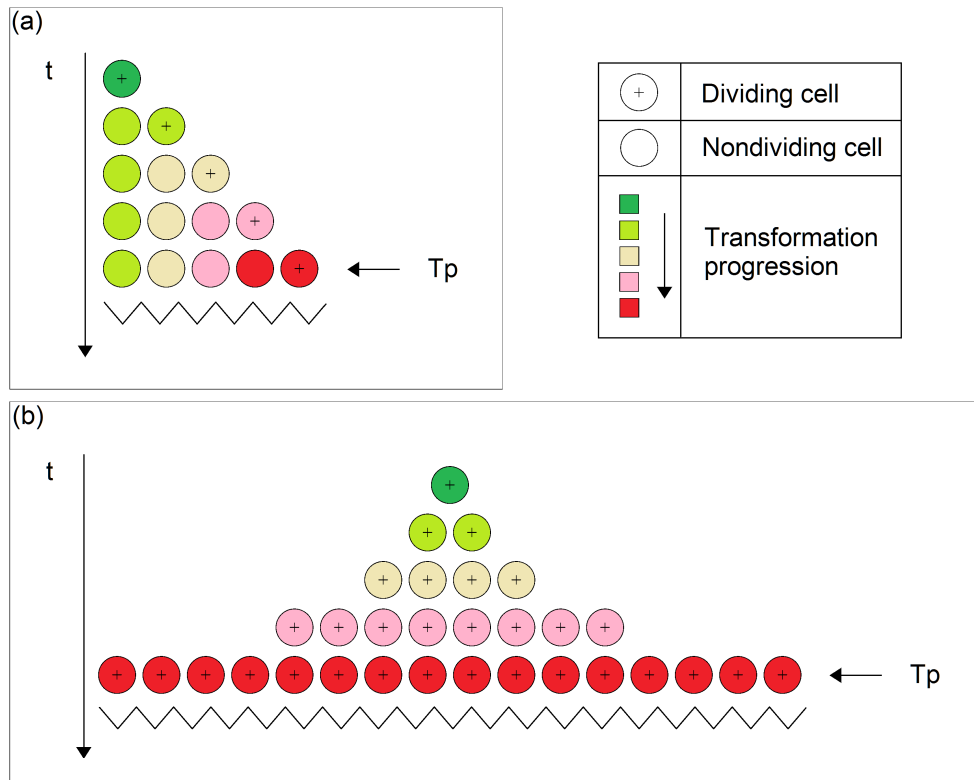 (a)
t
Tp
Dividing cell
Nondividing cell
Transformation
progression
(b)
t
Tp